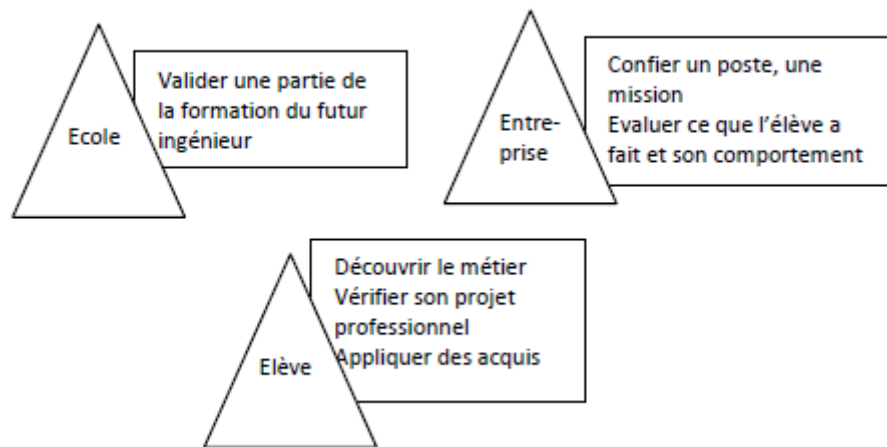 Ecole
Valider une partie de
la formation du futur
ingénieur
Entre-
prise
Confier un poste, une
mission
Evaluer ce que l'élève a
fait et son comportement
Elève
Découvrir le métier
Vérifier son projet
professionnel
Appliquer des acquis